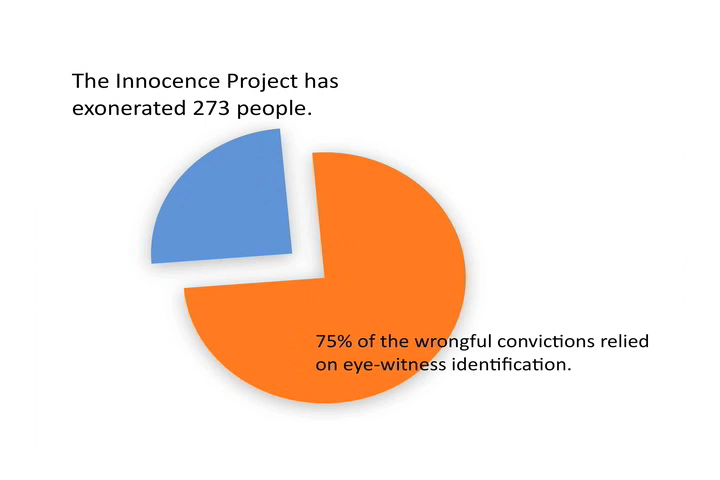 The Innocence Project has
exonerated 273 people.
75% of the wrongful convictions relied
on eye-witness identification.